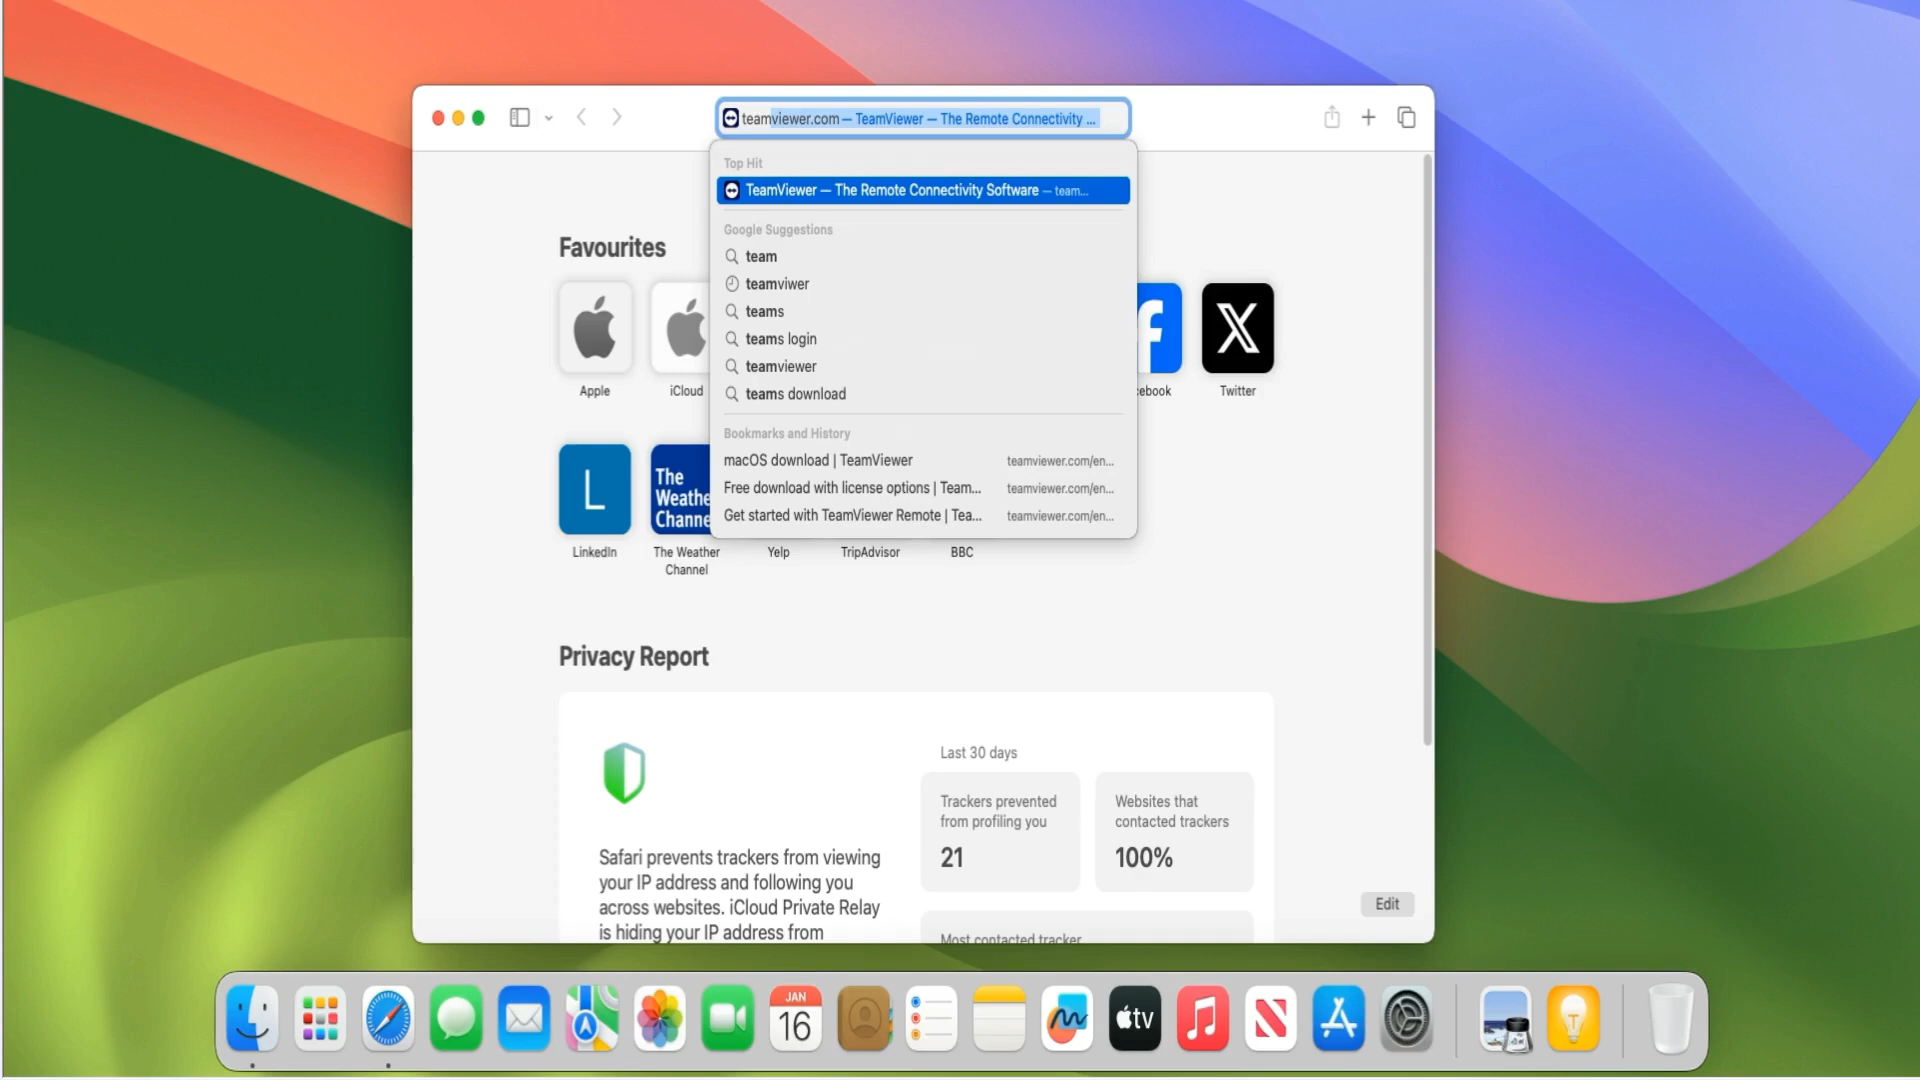 teamviewer.com — TeamViewer — The Remote Connectivity ...
Top Hit
TeamViewer — The Remote Connectivity Software — team...
Google Suggestions
team
teamviwer
teams
teams login
teamviewer
teams download
Bookmarks and History
macOS download | TeamViewer teamviewer.com/en...
Free download with license options | Team... teamviewer.com/en...
Get started with TeamViewer Remote | Tea... teamviewer.com/en...
Favourites
f
X
Apple
iCloud
cebook
Twitter
L
The
Weathe
Channe
LinkedIn
The Weather
Channel
Yelp
TripAdvisor
BBC
Privacy Report
Last 30 days
Trackers prevented
from profiling you
21
Websites that
contacted trackers
100%
Safari prevents trackers from viewing
your IP address and following you
across websites. iCloud Private Relay
is hiding your IP address from
Most contacted tracker
Edit
JAN
16
tv